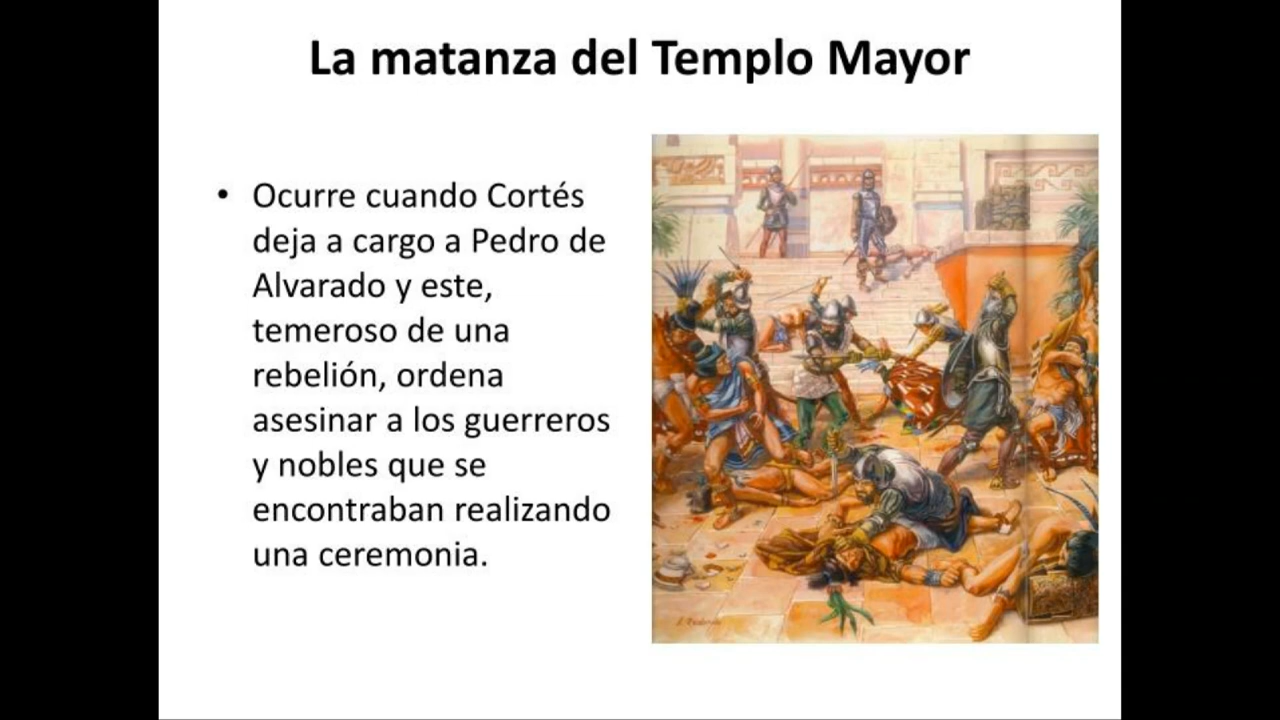 La matanza del Templo Mayor
• Ocurre cuando Cortés
deja a cargo a Pedro de
Alvarado y este,
temeroso de una
rebelión, ordena
asesinar a los guerreros
y nobles que se
encontraban realizando
una ceremonia.